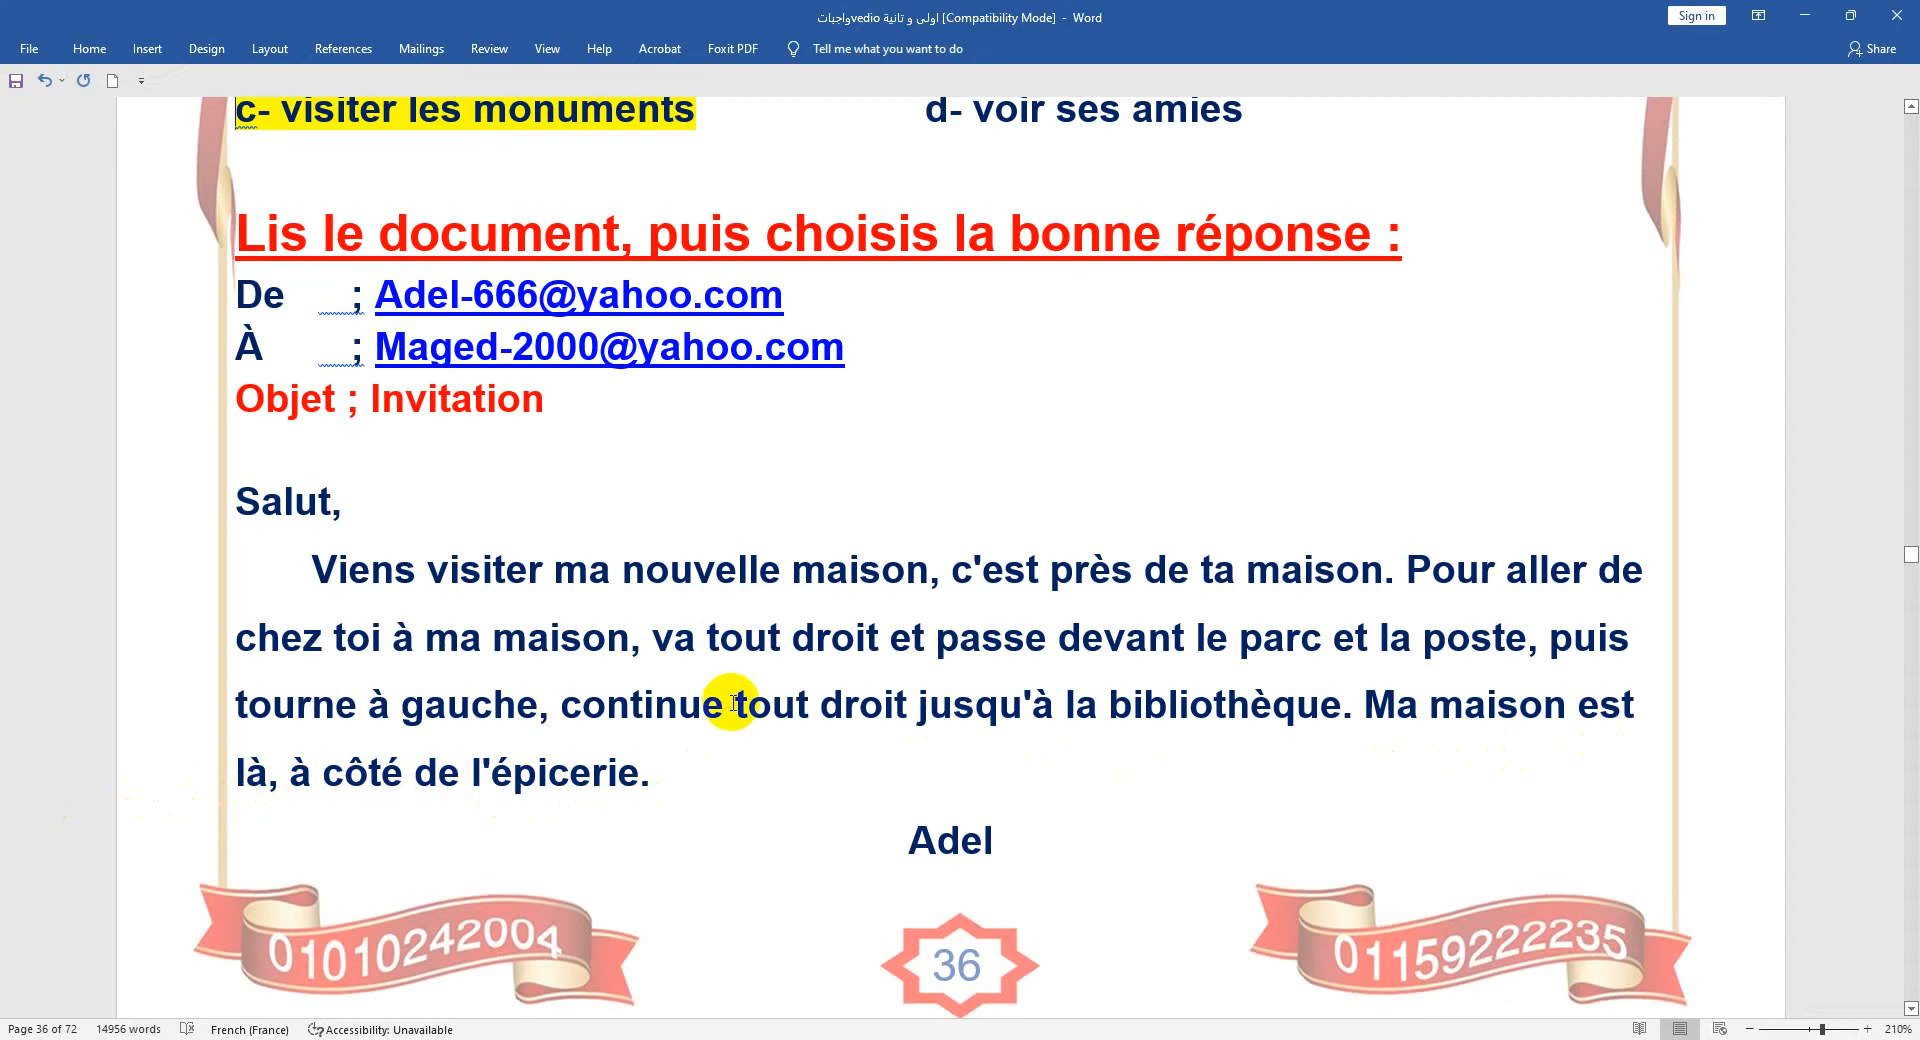 واجبات vedio اولى و تانية [Compatibility Mode] - Word
Sign in
File Home Insert Design Layout References Mailings Review View Help Acrobat Foxit PDF Tell me what you want to do Share
c- visiter les monuments d- voir ses amies
Lis le document, puis choisis la bonne réponse :
De ; Adel-666@yahoo.com
À ; Maged-2000@yahoo.com
Objet ; Invitation
Salut,
Viens visiter ma nouvelle maison, c'est près de ta maison. Pour aller de
chez toi à ma maison, va tout droit et passe devant le parc et la poste, puis
tourne à gauche, continue tout droit jusqu'à la bibliothèque. Ma maison est
là, à côté de l'épicerie.
Adel
01010242004 36 01159222235
Page 36 of 72 14956 words French (France) Accessibility: Unavailable 210%